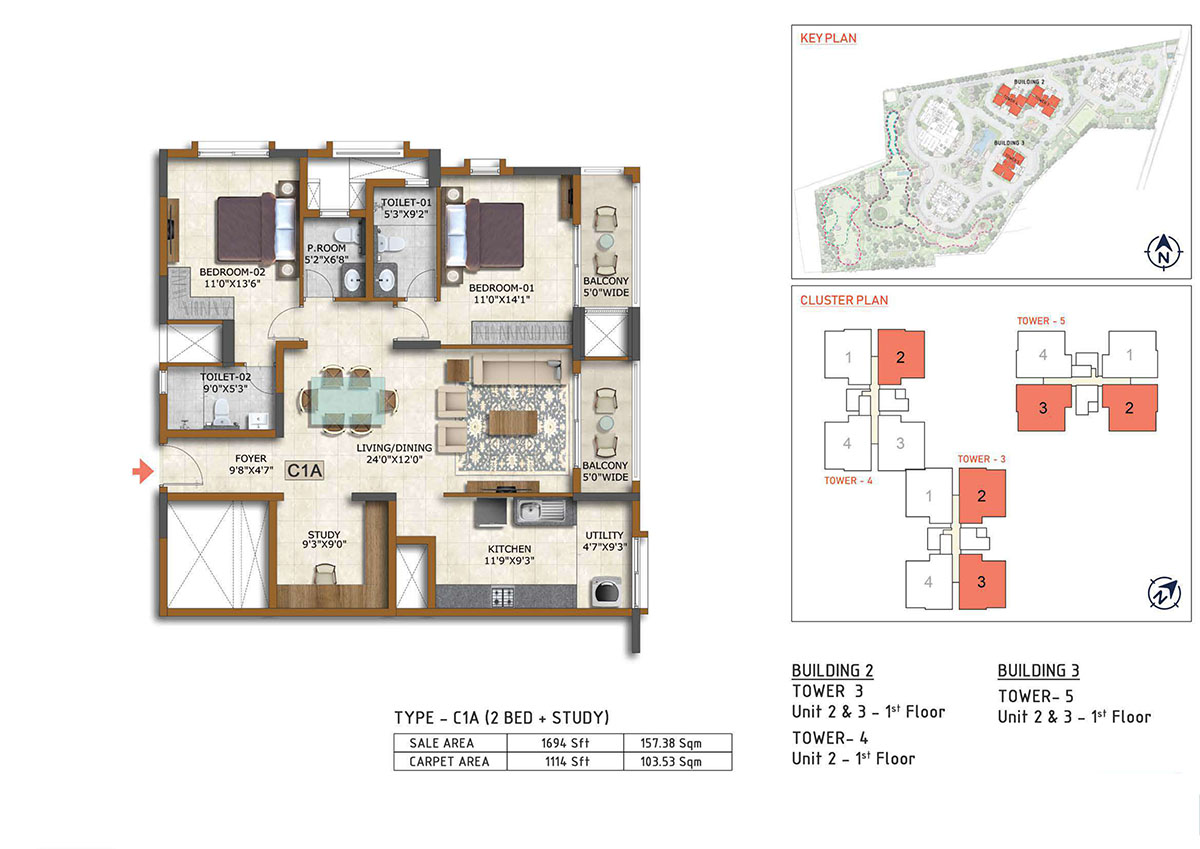 TOILET-01
5'3"X9'2"
P.ROOM
5'2"X6'8"
BEDROOM-02
11'0"X13'6"
BEDROOM-01
11'0"X14'1"
BALCONY
5'0"WIDE
TOILET-02
9'0"X5'3"
LIVING/DINING
24'0"X12'0"
FOYER
9'8"X4'7"
C1A
BALCONY
5'0"WIDE
STUDY
9'3"X9'0"
KITCHEN
11'9"X9'3"
UTILITY
4'7"X9'3"
TYPE - C1A (2 BED + STUDY)
SALE AREA 1694 Sft 157.38 Sqm
CARPET AREA 1114 Sft 103.53 Sqm
KEY PLAN
BUILDING 2
BUILDING 3
N
CLUSTER PLAN
1 2
4 3
TOWER - 4
TOWER - 5
4 1
3 2
TOWER - 3
1 2
4 3
N
BUILDING 2
TOWER 3
Unit 2 & 3 - 1st Floor
TOWER- 4
Unit 2 - 1st Floor
BUILDING 3
TOWER- 5
Unit 2 & 3 - 1st Floor